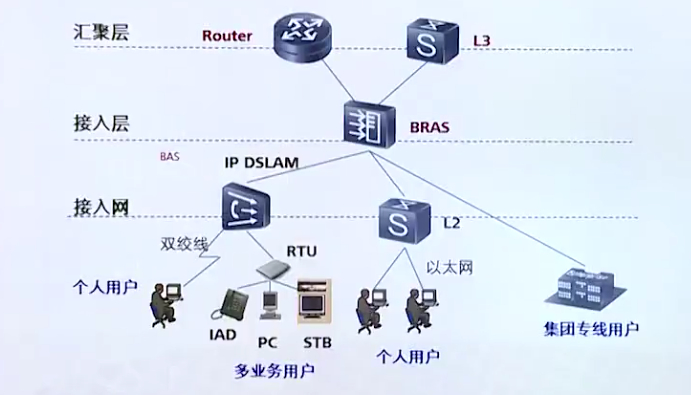 汇聚层
Router
S
L3
接入层
BRAS
BAS
IP DSLAM
接入网
S
L2
双绞线
RTU
以太网
个人用户
IAD
PC
STB
个人用户
集团专线用户
多业务用户